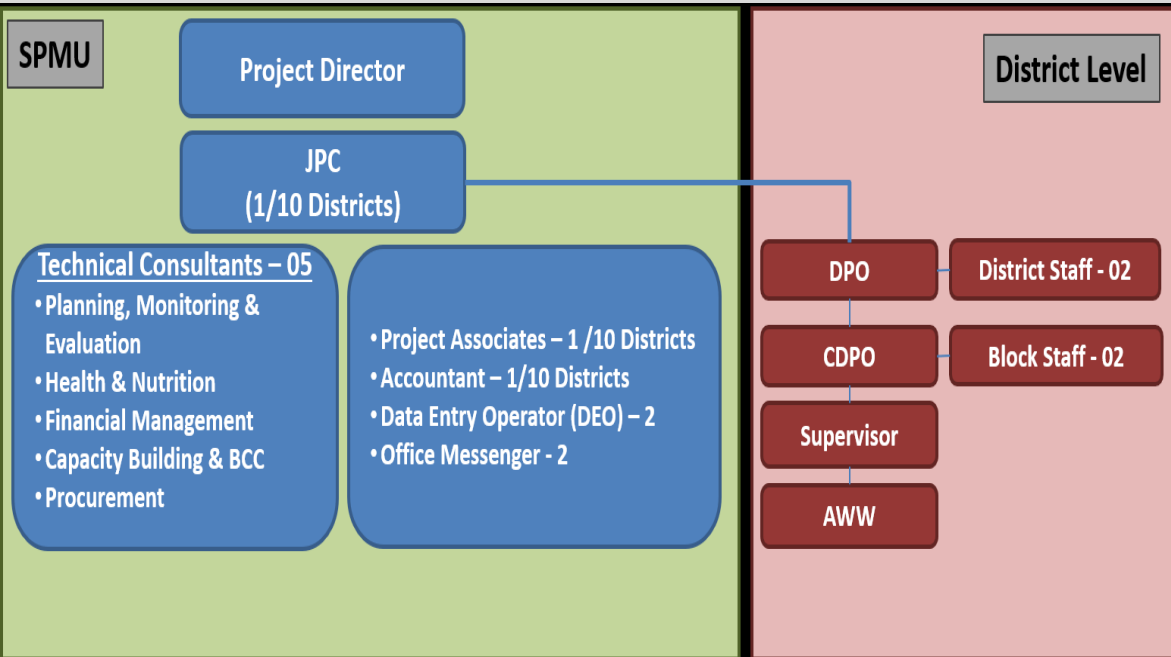 SPMU
Project Director
JPC
(1/10 Districts)
Technical Consultants – 05
• Planning, Monitoring &
Evaluation
• Health & Nutrition
• Financial Management
• Capacity Building & BCC
• Procurement
• Project Associates – 1 /10 Districts
• Accountant – 1/10 Districts
• Data Entry Operator (DEO) – 2
• Office Messenger - 2
District Level
DPO
District Staff - 02
CDPO
Block Staff - 02
Supervisor
AWW